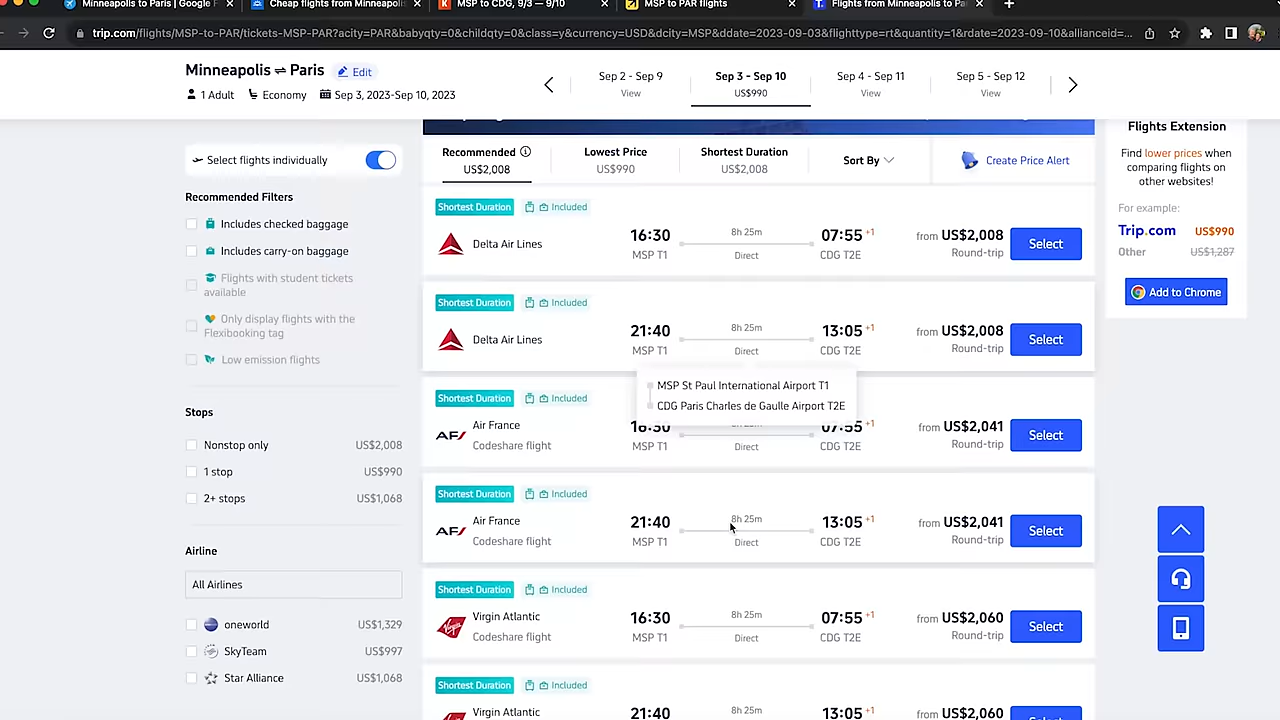 Minneapolis to Paris | Google F
Cheap flights from Minneapolis
MSP to CDG, 9/3 — 9/10
MSP to PAR flights
Flights from Minneapolis to Pa
trip.com/flights/MSP-to-PAR/tickets-MSP-PAR?acity=PAR&babyqty=0&childqty=0&class=y&currency=USD&dcity=MSP&ddate=2023-09-03&flighttype=rt&quantity=1&rdate=2023-09-10&allianceid=...
Minneapolis ⇌ Paris
Edit
1 Adult
Economy
Sep 3, 2023-Sep 10, 2023
Sep 2 - Sep 9
View
Sep 3 - Sep 10
US$990
Sep 4 - Sep 11
View
Sep 5 - Sep 12
View
Select flights individually
Recommended Filters
Includes checked baggage
Includes carry-on baggage
Flights with student tickets
available
Only display flights with the
Flexibooking tag
Low emission flights
Stops
Nonstop only US$2,008
1 stop US$990
2+ stops US$1,068
Airline
All Airlines
oneworld US$1,329
SkyTeam US$997
Star Alliance US$1,068
Recommended
US$2,008
Lowest Price
US$990
Shortest Duration
US$2,008
Sort By
Create Price Alert
Shortest Duration Included
Delta Air Lines
16:30
MSP T1
8h 25m
Direct
07:55 +1
CDG T2E
from US$2,008
Round-trip
Select
Shortest Duration Included
Delta Air Lines
21:40
MSP T1
8h 25m
Direct
13:05 +1
CDG T2E
from US$2,008
Round-trip
Select
MSP St Paul International Airport T1
CDG Paris Charles de Gaulle Airport T2E
Shortest Duration Included
AF
Air France
Codeshare flight
16:30
MSP T1
Direct
07:55 +1
CDG T2E
from US$2,041
Round-trip
Select
Shortest Duration Included
AF
Air France
Codeshare flight
21:40
MSP T1
8h 25m
Direct
13:05 +1
CDG T2E
from US$2,041
Round-trip
Select
Shortest Duration Included
Virgin Atlantic
Codeshare flight
16:30
MSP T1
8h 25m
Direct
07:55 +1
CDG T2E
from US$2,060
Round-trip
Select
Shortest Duration Included
Virgin Atlantic
21:40
8h 25m
13:05 +1
from US$2,060
Select
Flights Extension
Find lower prices when
comparing flights on
other websites!
For example:
Trip.com US$990
Other US$1,287
Add to Chrome